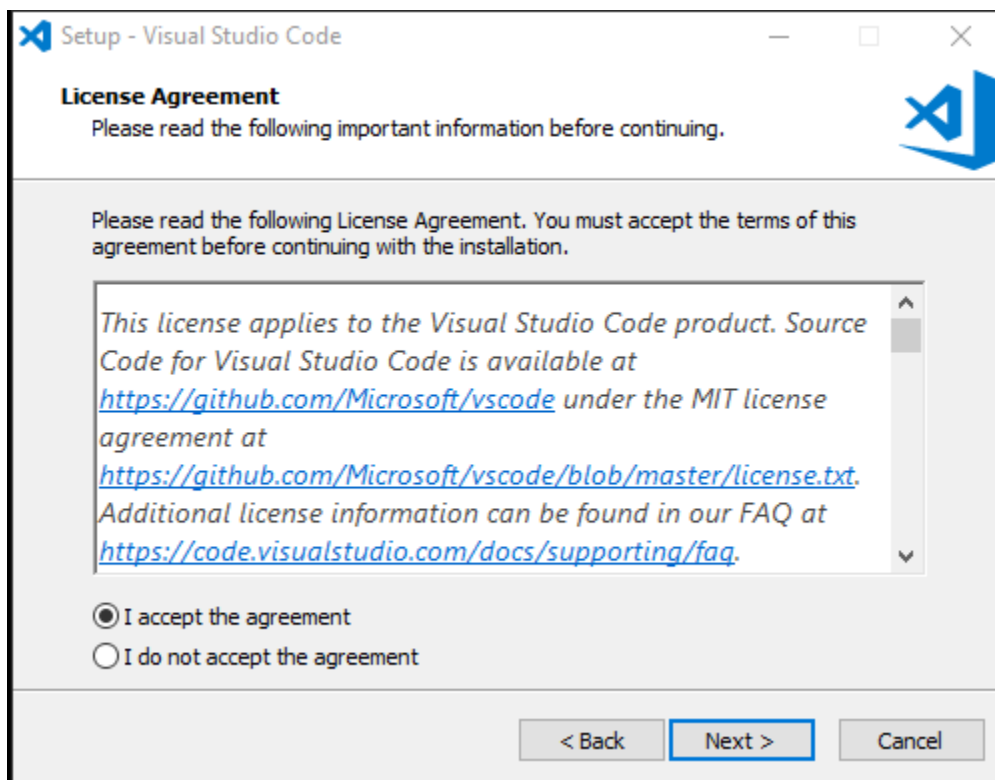 Setup - Visual Studio Code
License Agreement
Please read the following important information before continuing.
Please read the following License Agreement. You must accept the terms of this
agreement before continuing with the installation.
This license applies to the Visual Studio Code product. Source
Code for Visual Studio Code is available at
https://github.com/Microsoft/vscode under the MIT license
agreement at
https://github.com/Microsoft/vscode/blob/master/license.txt.
Additional license information can be found in our FAQ at
https://code.visualstudio.com/docs/supporting/faq.
I accept the agreement
I do not accept the agreement
< Back Next > Cancel